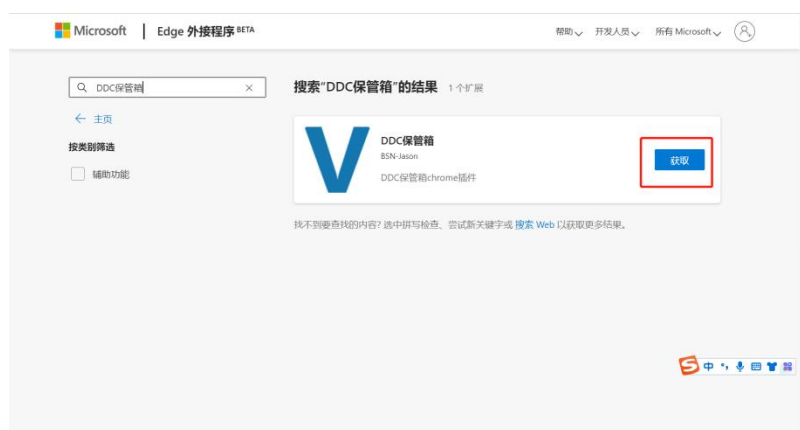 Microsoft | Edge 外接程序 BETA
帮助 开发人员 所有 Microsoft
DDC保管箱
搜索“DDC保管箱”的结果 1 个扩展
主页
按类别筛选
辅助功能
DDC保管箱
BSN-Jason
DDC保管箱chrome插件
获取
找不到要查找的内容? 选中拼写检查、尝试新关键字或 搜索 Web 以获取更多结果。
中